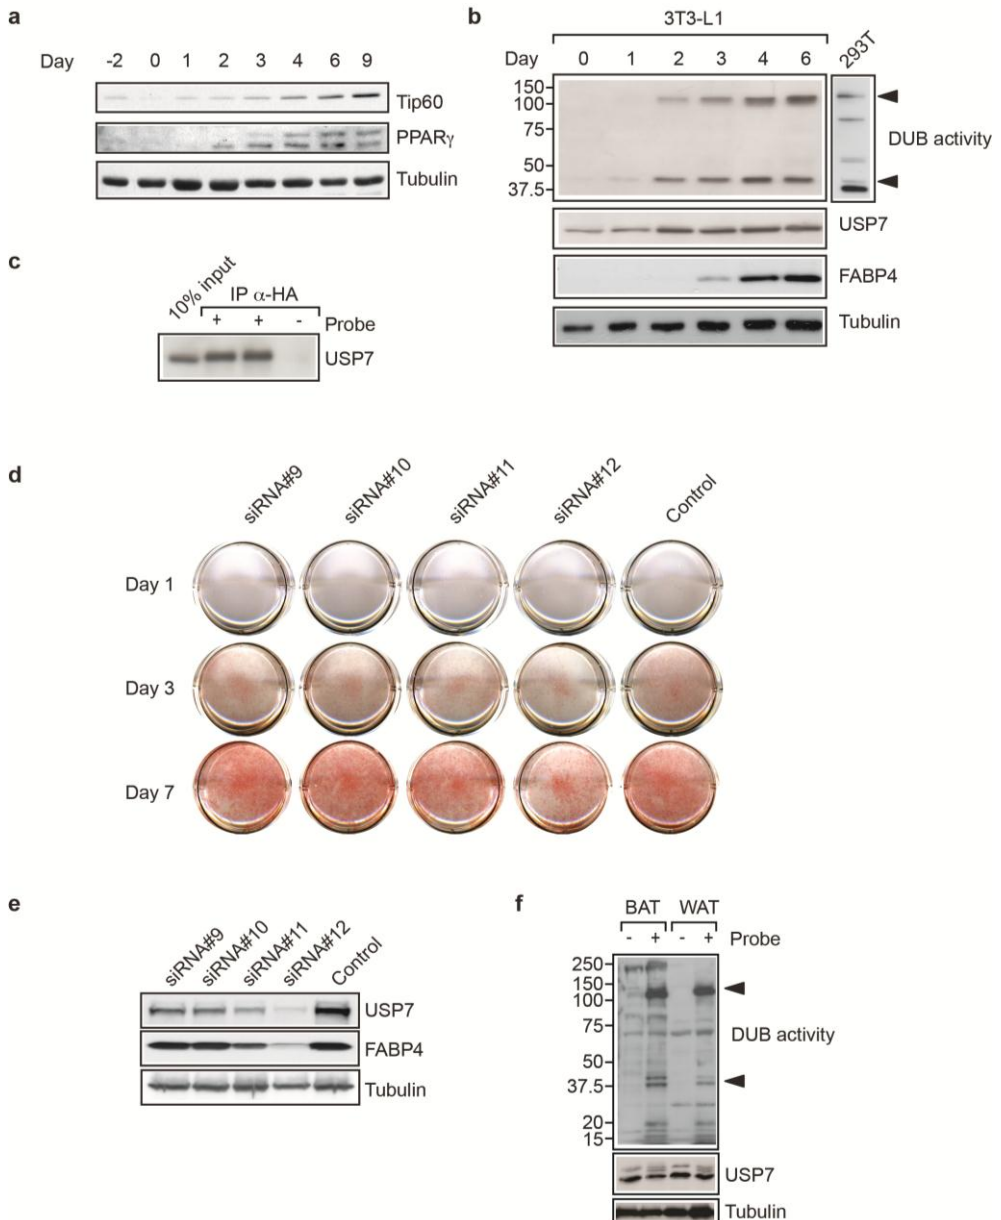 a
Day -2 0 1 2 3 4 6 9
Tip60
PPARγ
Tubulin
b
3T3-L1
Day 0 1 2 3 4 6 293T
150
100
75
50
37.5
DUB activity
USP7
FABP4
Tubulin
c
10% input
IP α-HA
+ + - Probe
USP7
d
siRNA#9 siRNA#10 siRNA#11 siRNA#12 Control
Day 1
Day 3
Day 7
e
siRNA#9 siRNA#10 siRNA#11 siRNA#12 Control
USP7
FABP4
Tubulin
f
BAT WAT
- + - + Probe
250
150
100
75
50
37.5
20
15
DUB activity
USP7
Tubulin